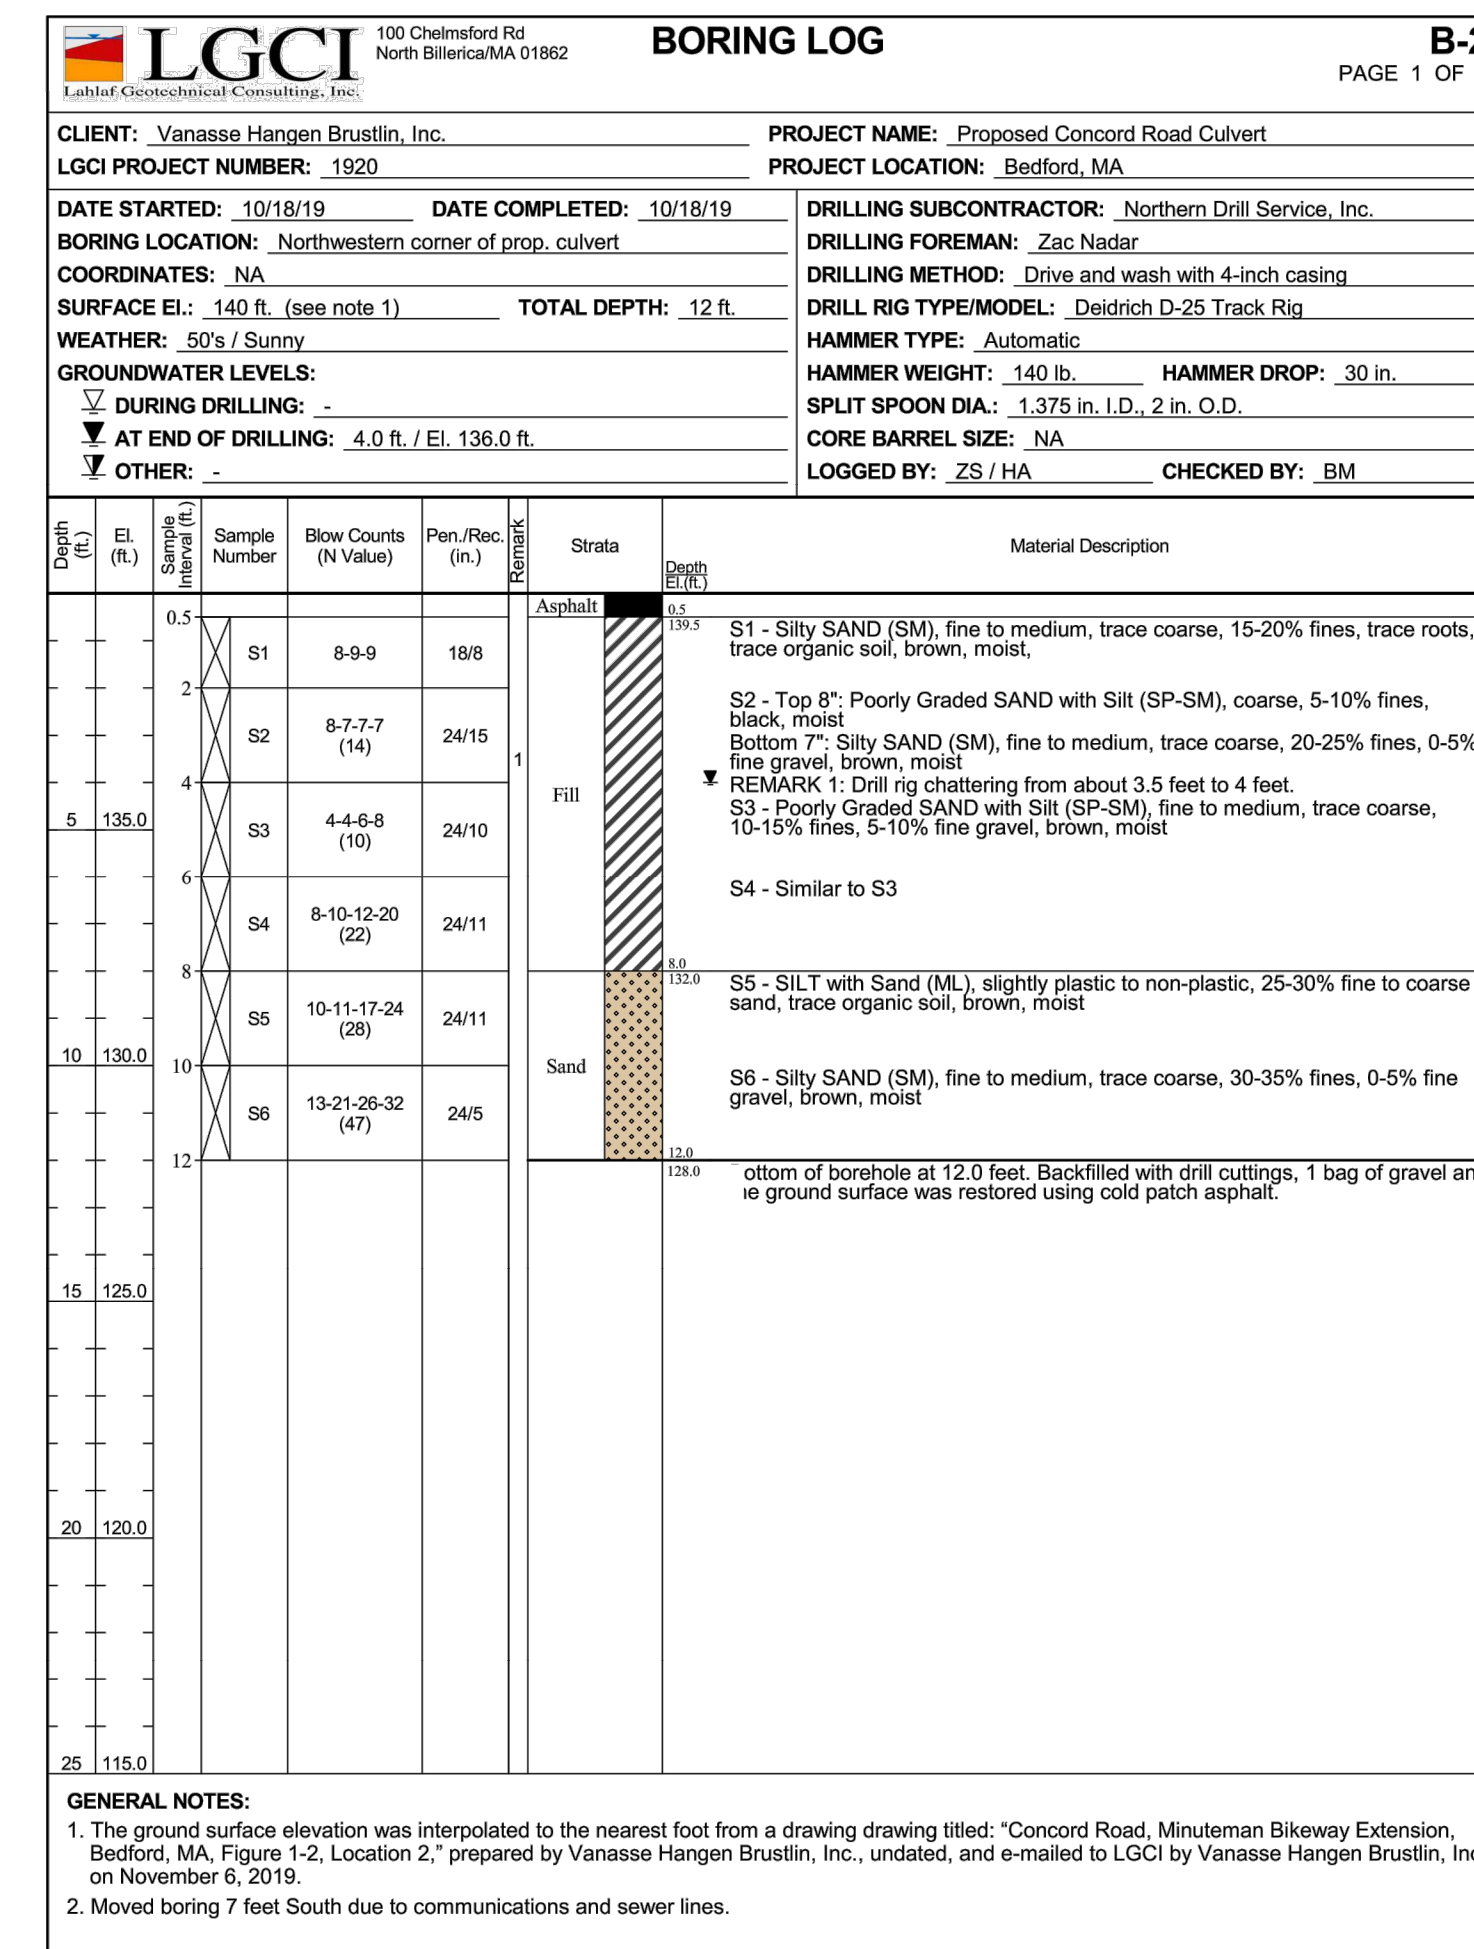 LGCI
Lahlaf Geotechnical Consulting, Inc.
100 Chelmsford Rd
North Billerica/MA 01862
BORING LOG
PAGE 1 OF
CLIENT: Vanasse Hangen Brustlin, Inc.
PROJECT NAME: Proposed Concord Road Culvert
LGCI PROJECT NUMBER: 1920
PROJECT LOCATION: Bedford, MA
DATE STARTED: 10/18/19 DATE COMPLETED: 10/18/19
BORING LOCATION: Northwestern corner of prop. culvert
COORDINATES: NA
SURFACE El.: 140 ft. (see note 1) TOTAL DEPTH: 12 ft.
WEATHER: 50's / Sunny
GROUNDWATER LEVELS:
DURING DRILLING: -
AT END OF DRILLING: 4.0 ft. / El. 136.0 ft.
OTHER: -
DRILLING SUBCONTRACTOR: Northern Drill Service, Inc.
DRILLING FOREMAN: Zac Nadar
DRILLING METHOD: Drive and wash with 4-inch casing
DRILL RIG TYPE/MODEL: Deidrich D-25 Track Rig
HAMMER TYPE: Automatic
HAMMER WEIGHT: 140 lb. HAMMER DROP: 30 in.
SPLIT SPOON DIA.: 1.375 in. I.D., 2 in. O.D.
CORE BARREL SIZE: NA
LOGGED BY: ZS / HA CHECKED BY: BM
Depth (ft.)
El. (ft.)
Sample Interval (ft.)
Sample Number
Blow Counts (N Value)
Pen./Rec. (in.)
Remark
Strata
Depth
El.(ft.)
Material Description
Asphalt
0.5
0.5
139.5
S1 8-9-9 18/8
S1 - Silty SAND (SM), fine to medium, trace coarse, 15-20% fines, trace roots,
trace organic soil, brown, moist,
2
S2 8-7-7-7 (14) 24/15
S2 - Top 8": Poorly Graded SAND with Silt (SP-SM), coarse, 5-10% fines,
black, moist
Bottom 7": Silty SAND (SM), fine to medium, trace coarse, 20-25% fines, 0-5%
fine gravel, brown, moist
1
REMARK 1: Drill rig chattering from about 3.5 feet to 4 feet.
4
Fill
5 135.0
S3 4-4-6-8 (10) 24/10
S3 - Poorly Graded SAND with Silt (SP-SM), fine to medium, trace coarse,
10-15% fines, 5-10% fine gravel, brown, moist
6
S4 8-10-12-20 (22) 24/11
S4 - Similar to S3
8
8.0
132.0
S5 10-11-17-24 (28) 24/11
S5 - SILT with Sand (ML), slightly plastic to non-plastic, 25-30% fine to coarse
sand, trace organic soil, brown, moist
10 130.0
10
Sand
S6 13-21-26-32 (47) 24/5
S6 - Silty SAND (SM), fine to medium, trace coarse, 30-35% fines, 0-5% fine
gravel, brown, moist
12
12.0
128.0
ottom of borehole at 12.0 feet. Backfilled with drill cuttings, 1 bag of gravel an
e ground surface was restored using cold patch asphalt.
15 125.0
20 120.0
25 115.0
GENERAL NOTES:
1. The ground surface elevation was interpolated to the nearest foot from a drawing drawing titled: “Concord Road, Minuteman Bikeway Extension,
Bedford, MA, Figure 1-2, Location 2,” prepared by Vanasse Hangen Brustlin, Inc., undated, and e-mailed to LGCI by Vanasse Hangen Brustlin, Inc
on November 6, 2019.
2. Moved boring 7 feet South due to communications and sewer lines.